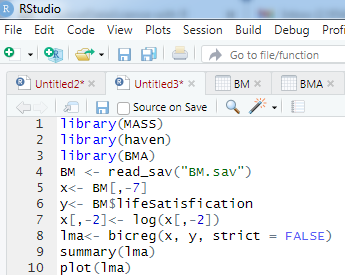 RStudio
File Edit Code View Plots Session Build Debug Profi
Go to file/function
Untitled2* Untitled3* BM BMA
Source on Save
1 library(MASS)
2 library(haven)
3 library(BMA)
4 BM <- read_sav("BM.sav")
5 x<- BM[,-7]
6 y<- BM$lifeSatisfication
7 x[,-2]<- log(x[,-2])
8 lma<- bicreg(x, y, strict = FALSE)
9 summary(lma)
10 plot(lma)